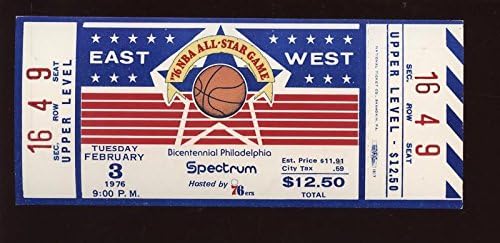 16 4 9
SEC. ROW SEAT
UPPER LEVEL
EAST
WEST
'76 NBA ALL-STAR GAME
TUESDAY
FEBRUARY
3
1976
9:00 P.M.
Bicentennial Philadelphia
Spectrum
Hosted by 76ers
Est. Price $11.91
City Tax .59
$12.50
TOTAL
UPPER LEVEL - $12.50
SEC. ROW SEAT
16 4 9